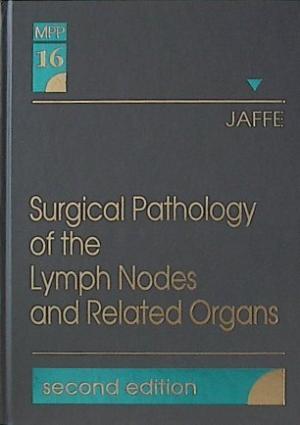 MPP
16
JAFFE
Surgical Pathology
of the
Lymph Nodes
and Related Organs
second edition